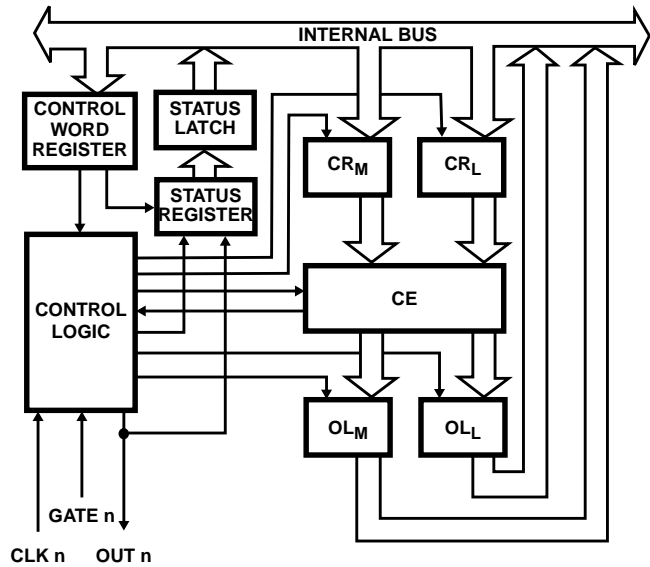 INTERNAL BUS
CONTROL
WORD
REGISTER
STATUS
LATCH
CRM
CRL
STATUS
REGISTER
CONTROL
LOGIC
CE
OLM
OLL
GATE n
CLK n
OUT n